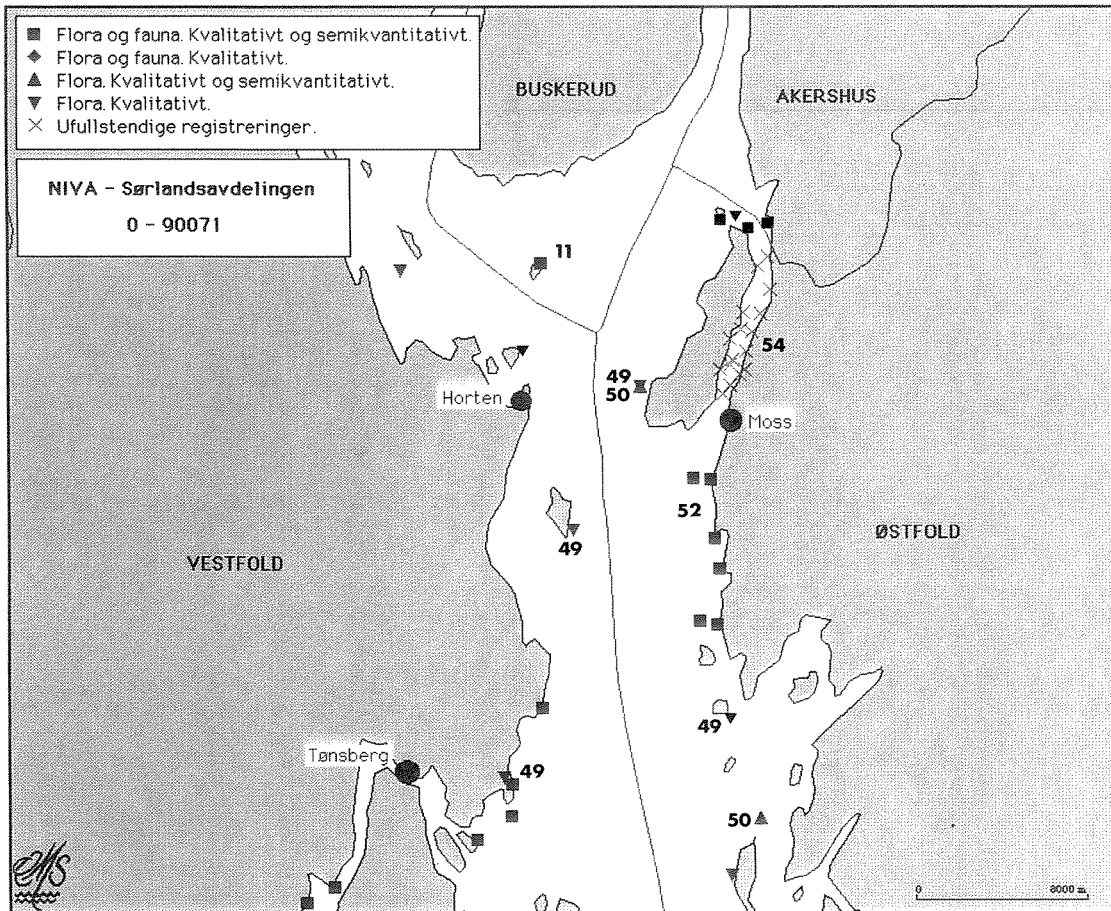 Flora og fauna. Kvalitativt og semikvantitativt.
Flora og fauna. Kvalitativt.
Flora. Kvalitativt og semikvantitativt.
Flora. Kvalitativt.
Ufullstendige registreringer.
NIVA - Sørlandsavdelingen
0 - 90071
BUSKERUD
AKERSHUS
11
54
49
50
Horten
Moss
52
49
ØSTFOLD
VESTFOLD
49
Tønsberg
49
50
0 8000 m